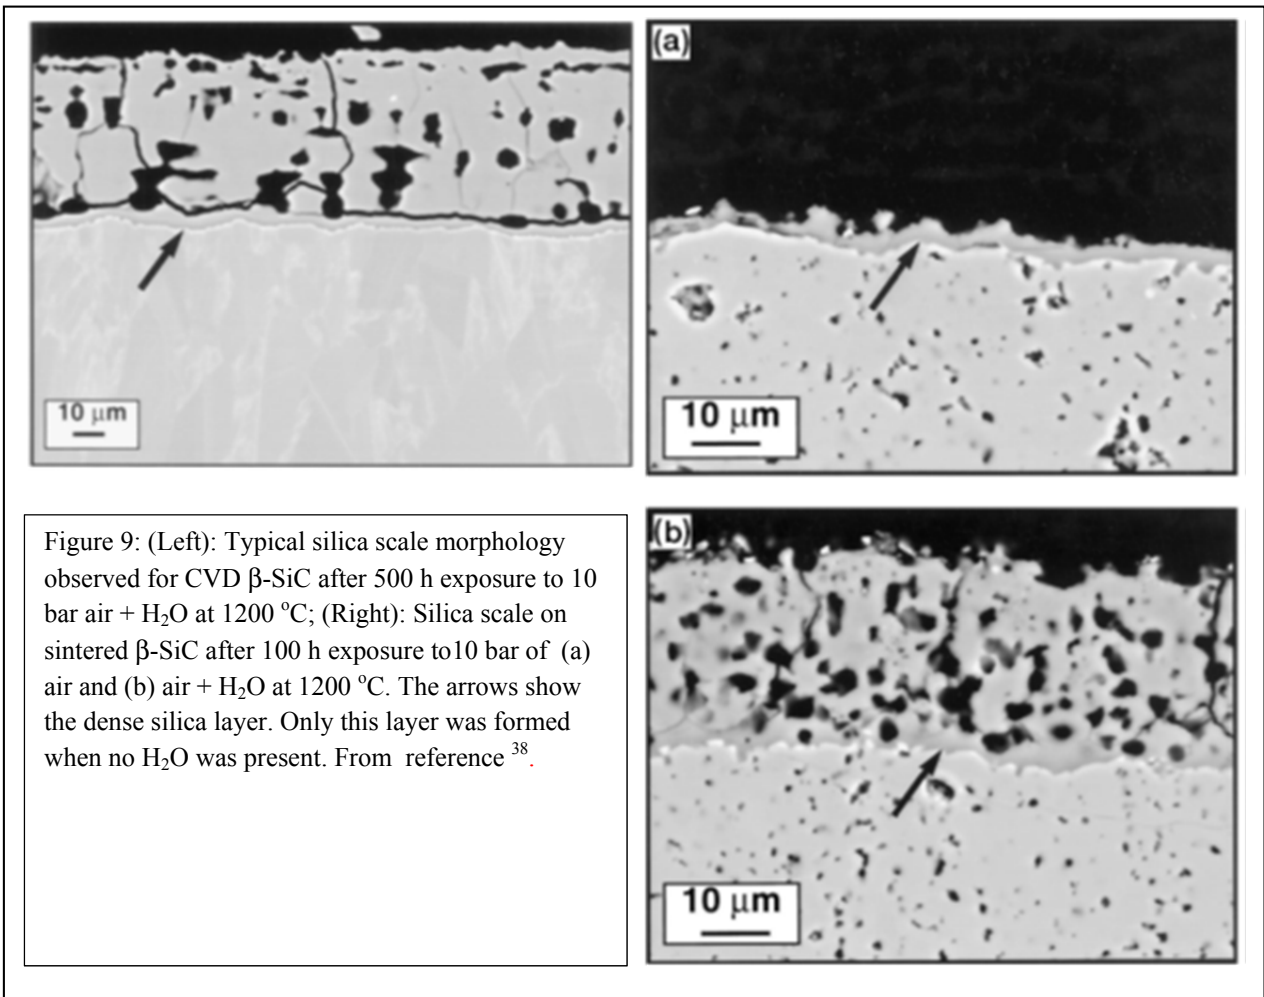 10 μm
(a)
10 μm
Figure 9: (Left): Typical silica scale morphology
observed for CVD β-SiC after 500 h exposure to 10
bar air + H₂O at 1200 °C; (Right): Silica scale on
sintered β-SiC after 100 h exposure to10 bar of (a)
air and (b) air + H₂O at 1200 °C. The arrows show
the dense silica layer. Only this layer was formed
when no H₂O was present. From reference ³⁸.
(b)
10 μm